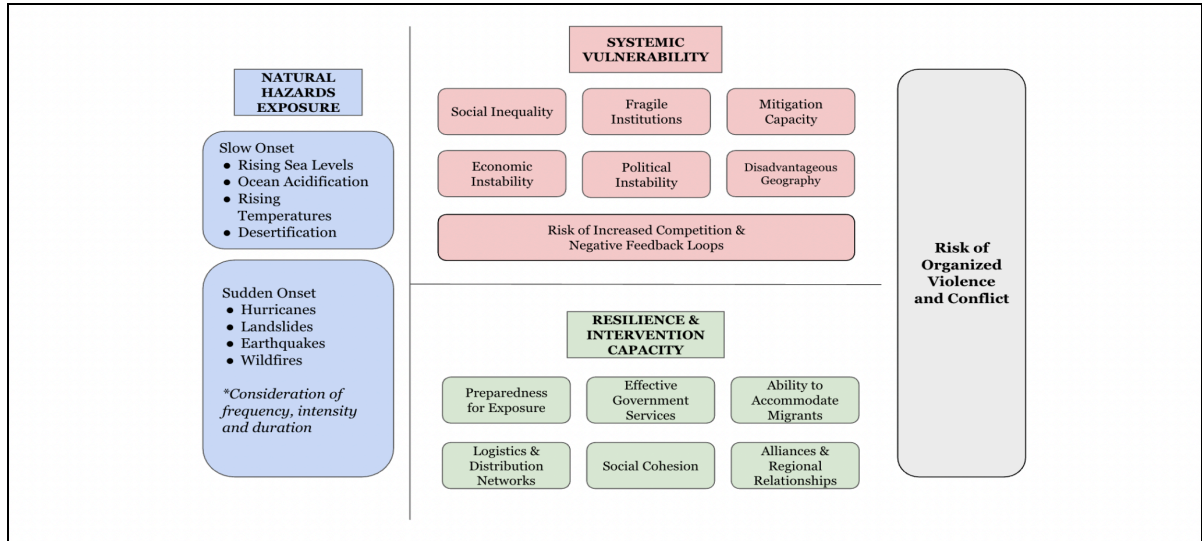 NATURAL
HAZARDS
EXPOSURE
Slow Onset
● Rising Sea Levels
● Ocean Acidification
● Rising
Temperatures
● Desertification
Sudden Onset
● Hurricanes
● Landslides
● Earthquakes
● Wildfires
*Consideration of
frequency, intensity
and duration
SYSTEMIC
VULNERABILITY
Social Inequality
Fragile
Institutions
Mitigation
Capacity
Economic
Instability
Political
Instability
Disadvantageous
Geography
Risk of Increased Competition &
Negative Feedback Loops
RESILIENCE &
INTERVENTION
CAPACITY
Preparedness
for Exposure
Effective
Government
Services
Ability to
Accommodate
Migrants
Logistics &
Distribution
Networks
Social Cohesion
Alliances &
Regional
Relationships
Risk of
Organized
Violence
and Conflict